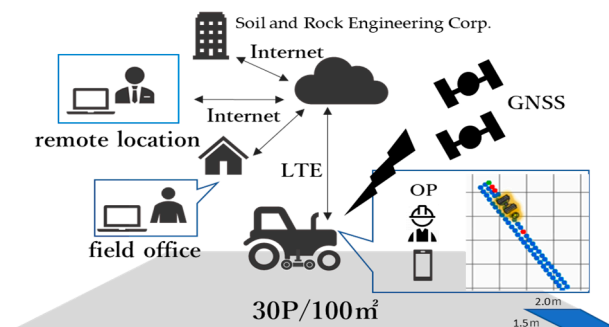 Soil and Rock Engineering Corp.
Internet
Internet
GNSS
remote location
LTE
OP
field office
30P/100㎡
2.0m
1.5m